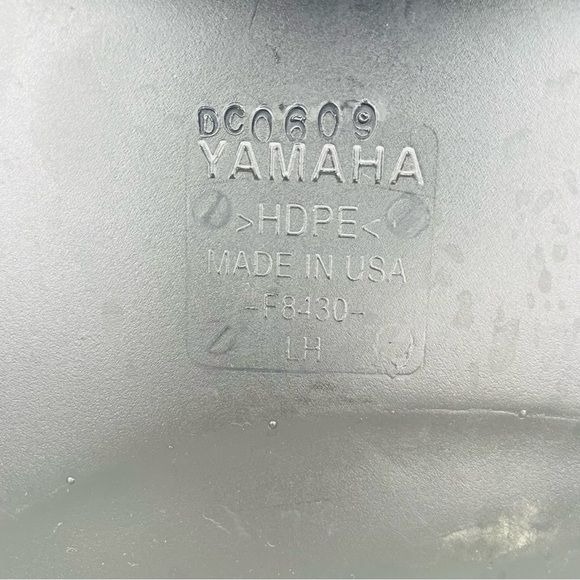 DC0609
YAMAHA
>HDPE<
MADE IN USA
-F8430-
LH